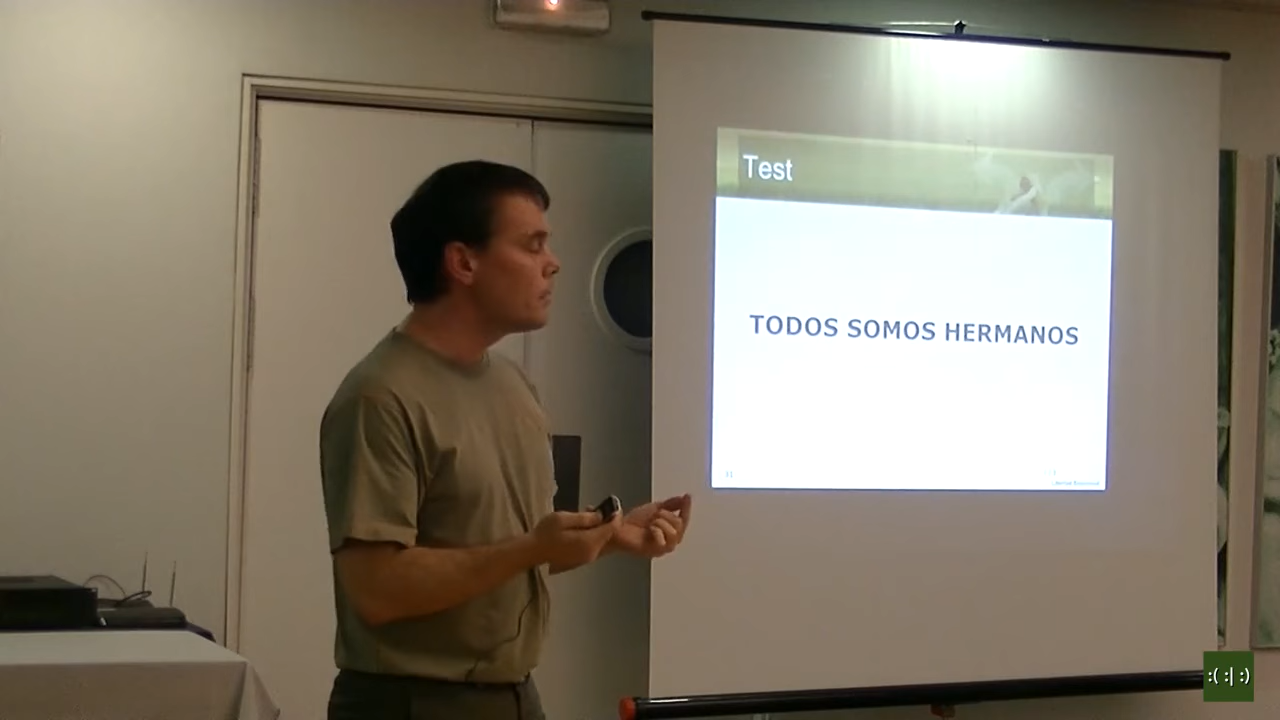 Test
TODOS SOMOS HERMANOS
:( :| :)